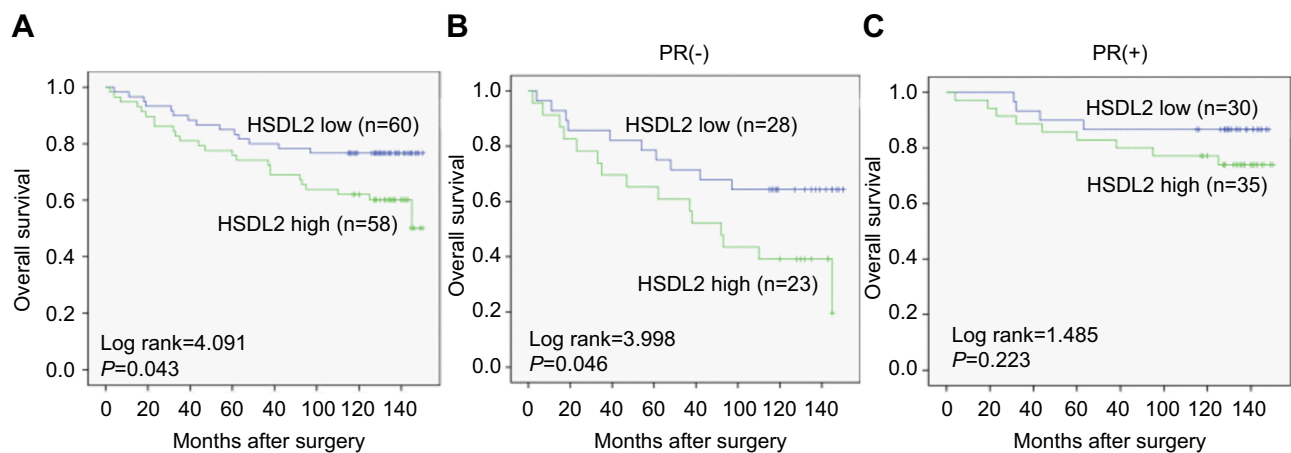 A
1.0
0.8
0.6
0.4
0.2
0.0
Overall survival
HSDL2 low (n=60)
HSDL2 high (n=58)
Log rank=4.091
P=0.043
0 20 40 60 40 100 120 140
Months after surgery
B
PR(-)
1.0
0.8
0.6
0.4
0.2
0.0
Overall survival
HSDL2 low (n=28)
HSDL2 high (n=23)
Log rank=3.998
P=0.046
0 20 40 60 40 100 120 140
Months after surgery
C
PR(+)
1.0
0.8
0.6
0.4
0.2
0.0
Overall survival
HSDL2 low (n=30)
HSDL2 high (n=35)
Log rank=1.485
P=0.223
0 20 40 60 40 100 120 140
Months after surgery